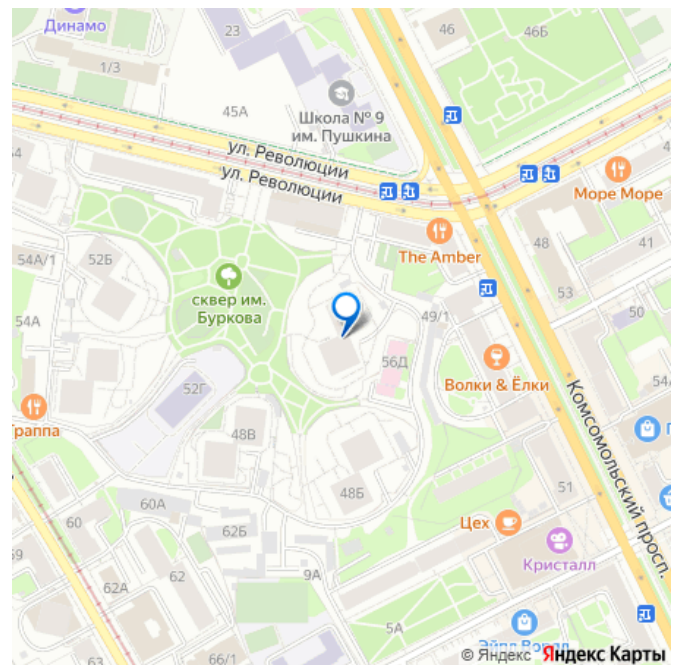 Динамо
23
46
46Б
1/3
45А
Школа № 9
им. Пушкина
ул. Революции
ул. Революции
Море Море
The Amber
48
41
54А/1
52Б
сквер им.
Буркова
53
49/1
50
54А
56Д
Волки & Ёлки
52Г
Комсомольский просп.
48В
48Б
51
60А
60
62Б
Цех
Кристалл
9А
62
62А
5А
63
66/1
© Яндекс Яндекс Карты